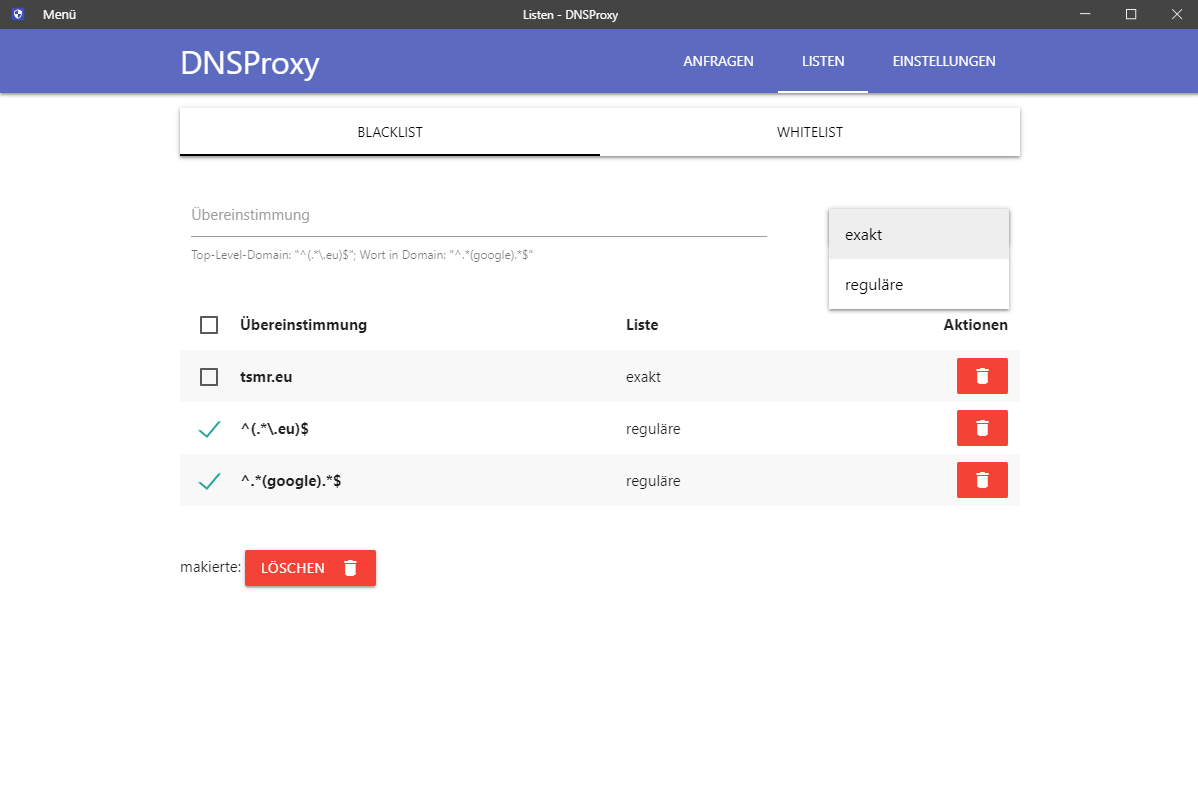 Menü
Listen - DNSProxy
DNSProxy
ANFRAGEN
LISTEN
EINSTELLUNGEN
BLACKLIST
WHITELIST
Übereinstimmung
Top-Level-Domain: "^(.*\.eu)$"; Wort in Domain: "^.*(google).*$"
exakt
reguläre
Übereinstimmung Liste Aktionen
tsmr.eu exakt
^(.*\.eu)$ reguläre
^.*(google).*$ reguläre
makierte: LÖSCHEN